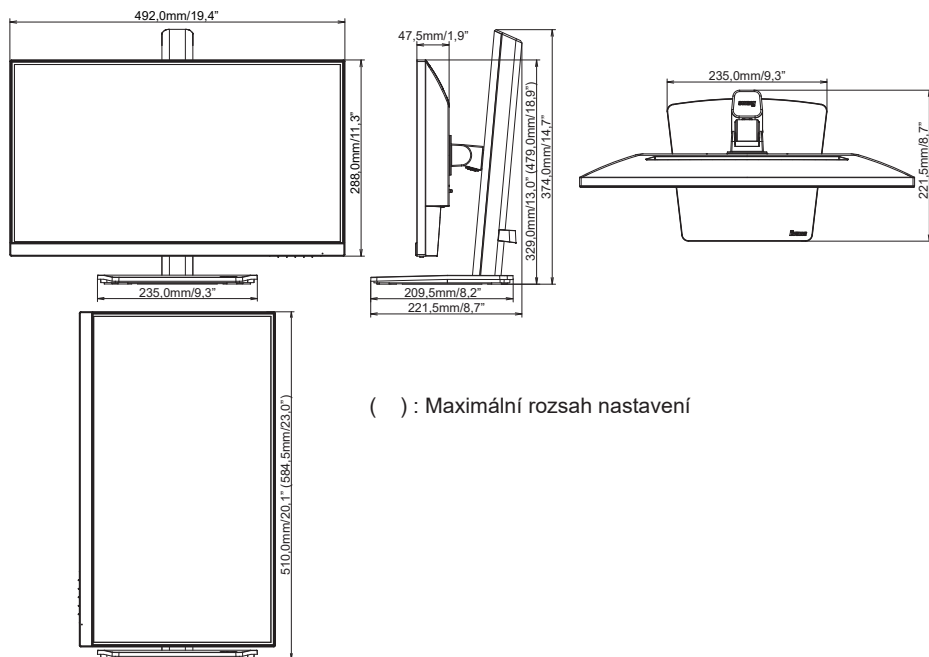 492,0mm/19,4”
288,0mm/11,3”
235,0mm/9,3”
47,5mm/1,9”
329,0mm/13,0” (479,0mm/18,9”)
374,0mm/14,7”
209,5mm/8,2”
221,5mm/8,7”
235,0mm/9,3”
221,5mm/8,7”
510,0mm/20,1” (584,5mm/23,0”)
( ) : Maximální rozsah nastavení